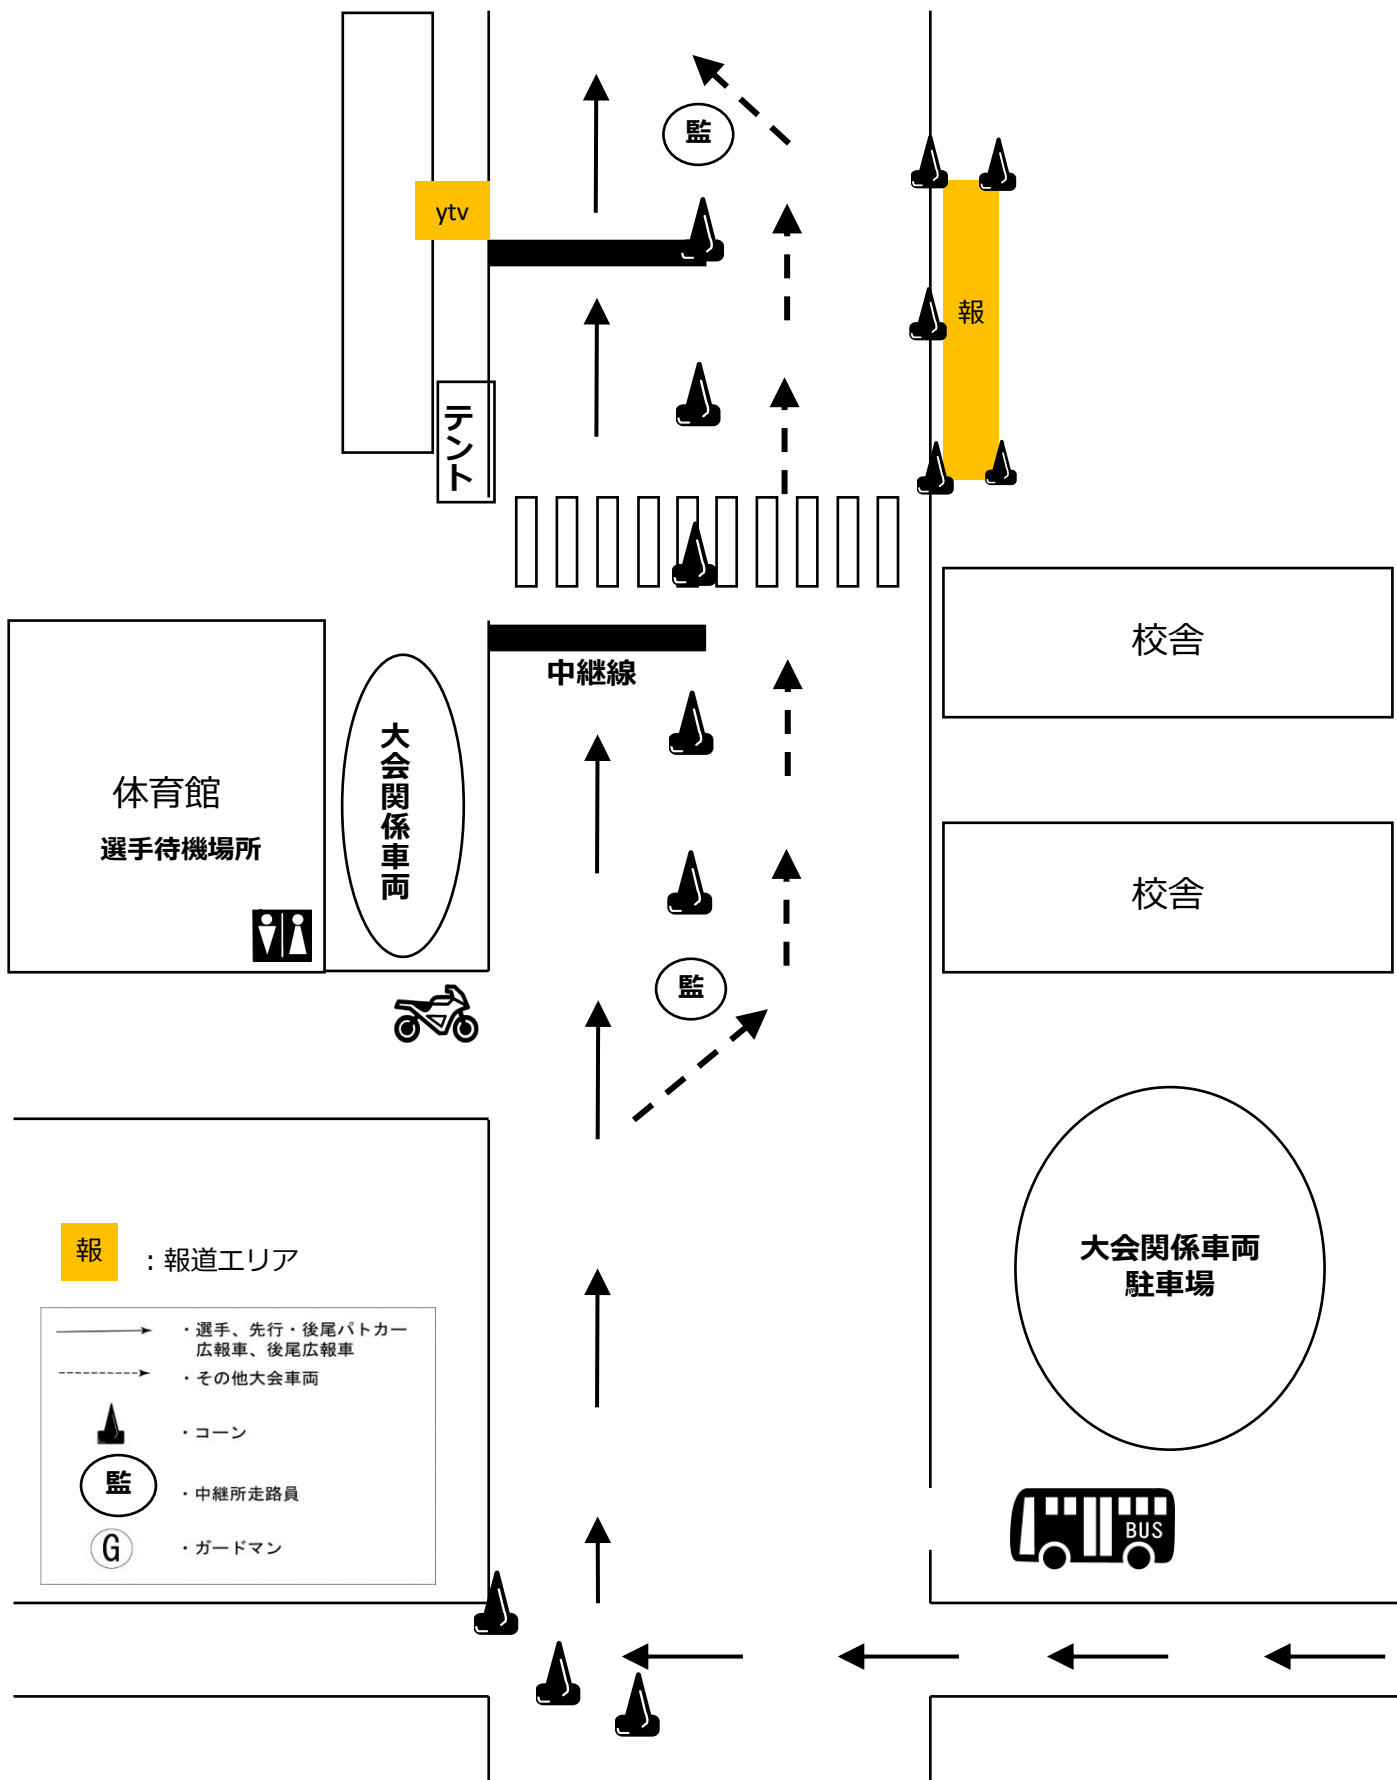 監
ytv
報
テント
中継線
校舎
大会関係車両
体育館
選手待機場所
校舎
監
大会関係車両
駐車場
報
：報道エリア
・選手、先行・後尾パトカー
広報車、後尾広報車
・その他大会車両
・コーン
監
・中継所走路員
G
・ガードマン
BUS